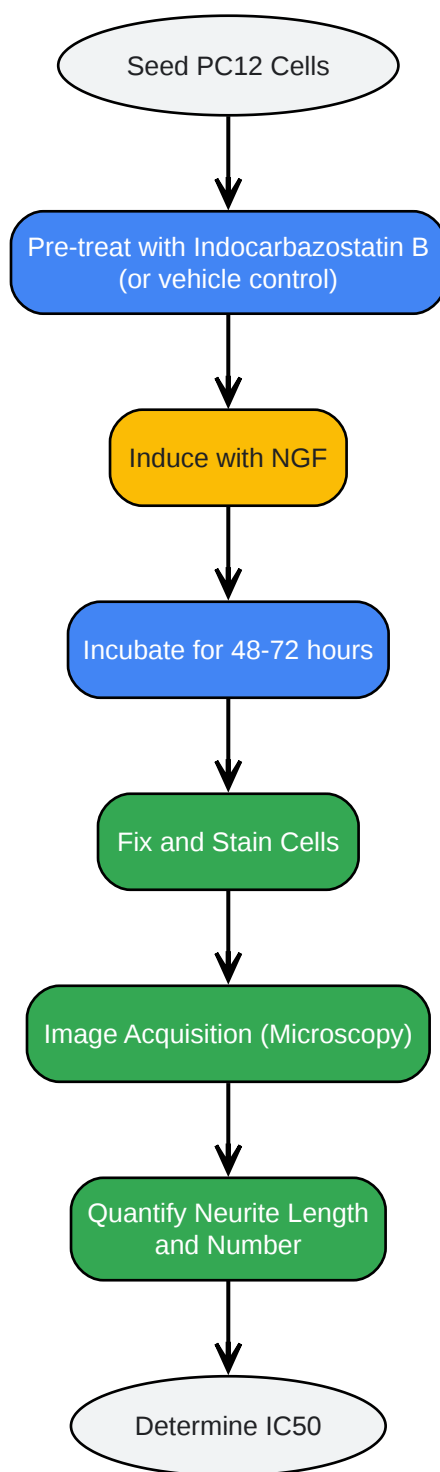 Seed PC12 Cells
Pre-treat with Indocarbazostatin B
(or vehicle control)
Induce with NGF
Incubate for 48-72 hours
Fix and Stain Cells
Image Acquisition (Microscopy)
Quantify Neurite Length
and Number
Determine IC50